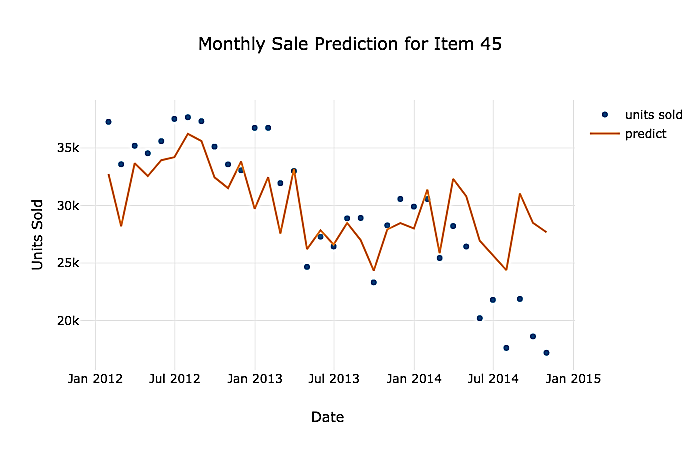 Monthly Sale Prediction for Item 45
units sold
predict
35k
30k
25k
20k
Units Sold
Jan 2012
Jul 2012
Jan 2013
Jul 2013
Jan 2014
Jul 2014
Jan 2015
Date